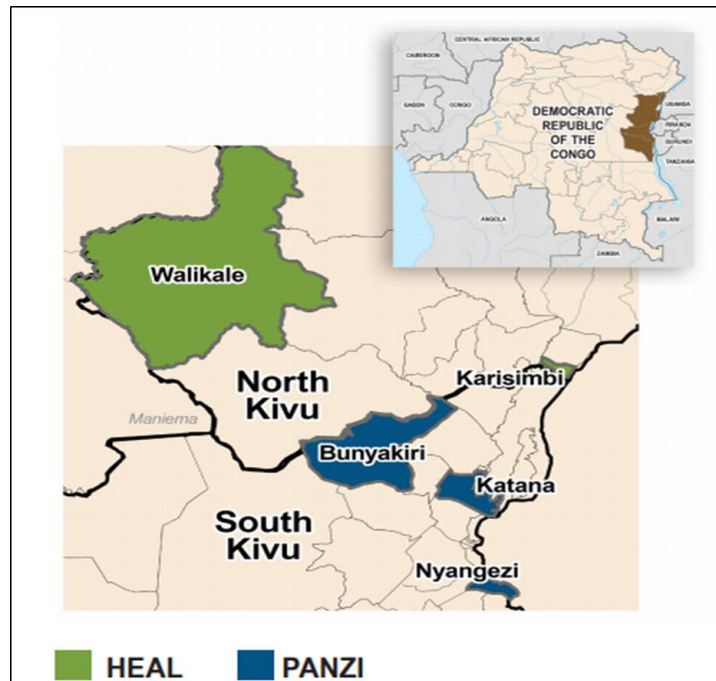 CENTRAL AFRICAN REPUBLIC
CAMEROON
GABON
CONGO
DEMOCRATIC
REPUBLIC
OF THE
CONGO
UGANDA
RWANDA
BURUNDI
TANZANIA
ANGOLA
MALAWI
ZAMBIA
Walikale
North
Kivu
Karisimbi
Maniema
Bunyakiri
Katana
South
Kivu
Nyangezi
HEAL
PANZI